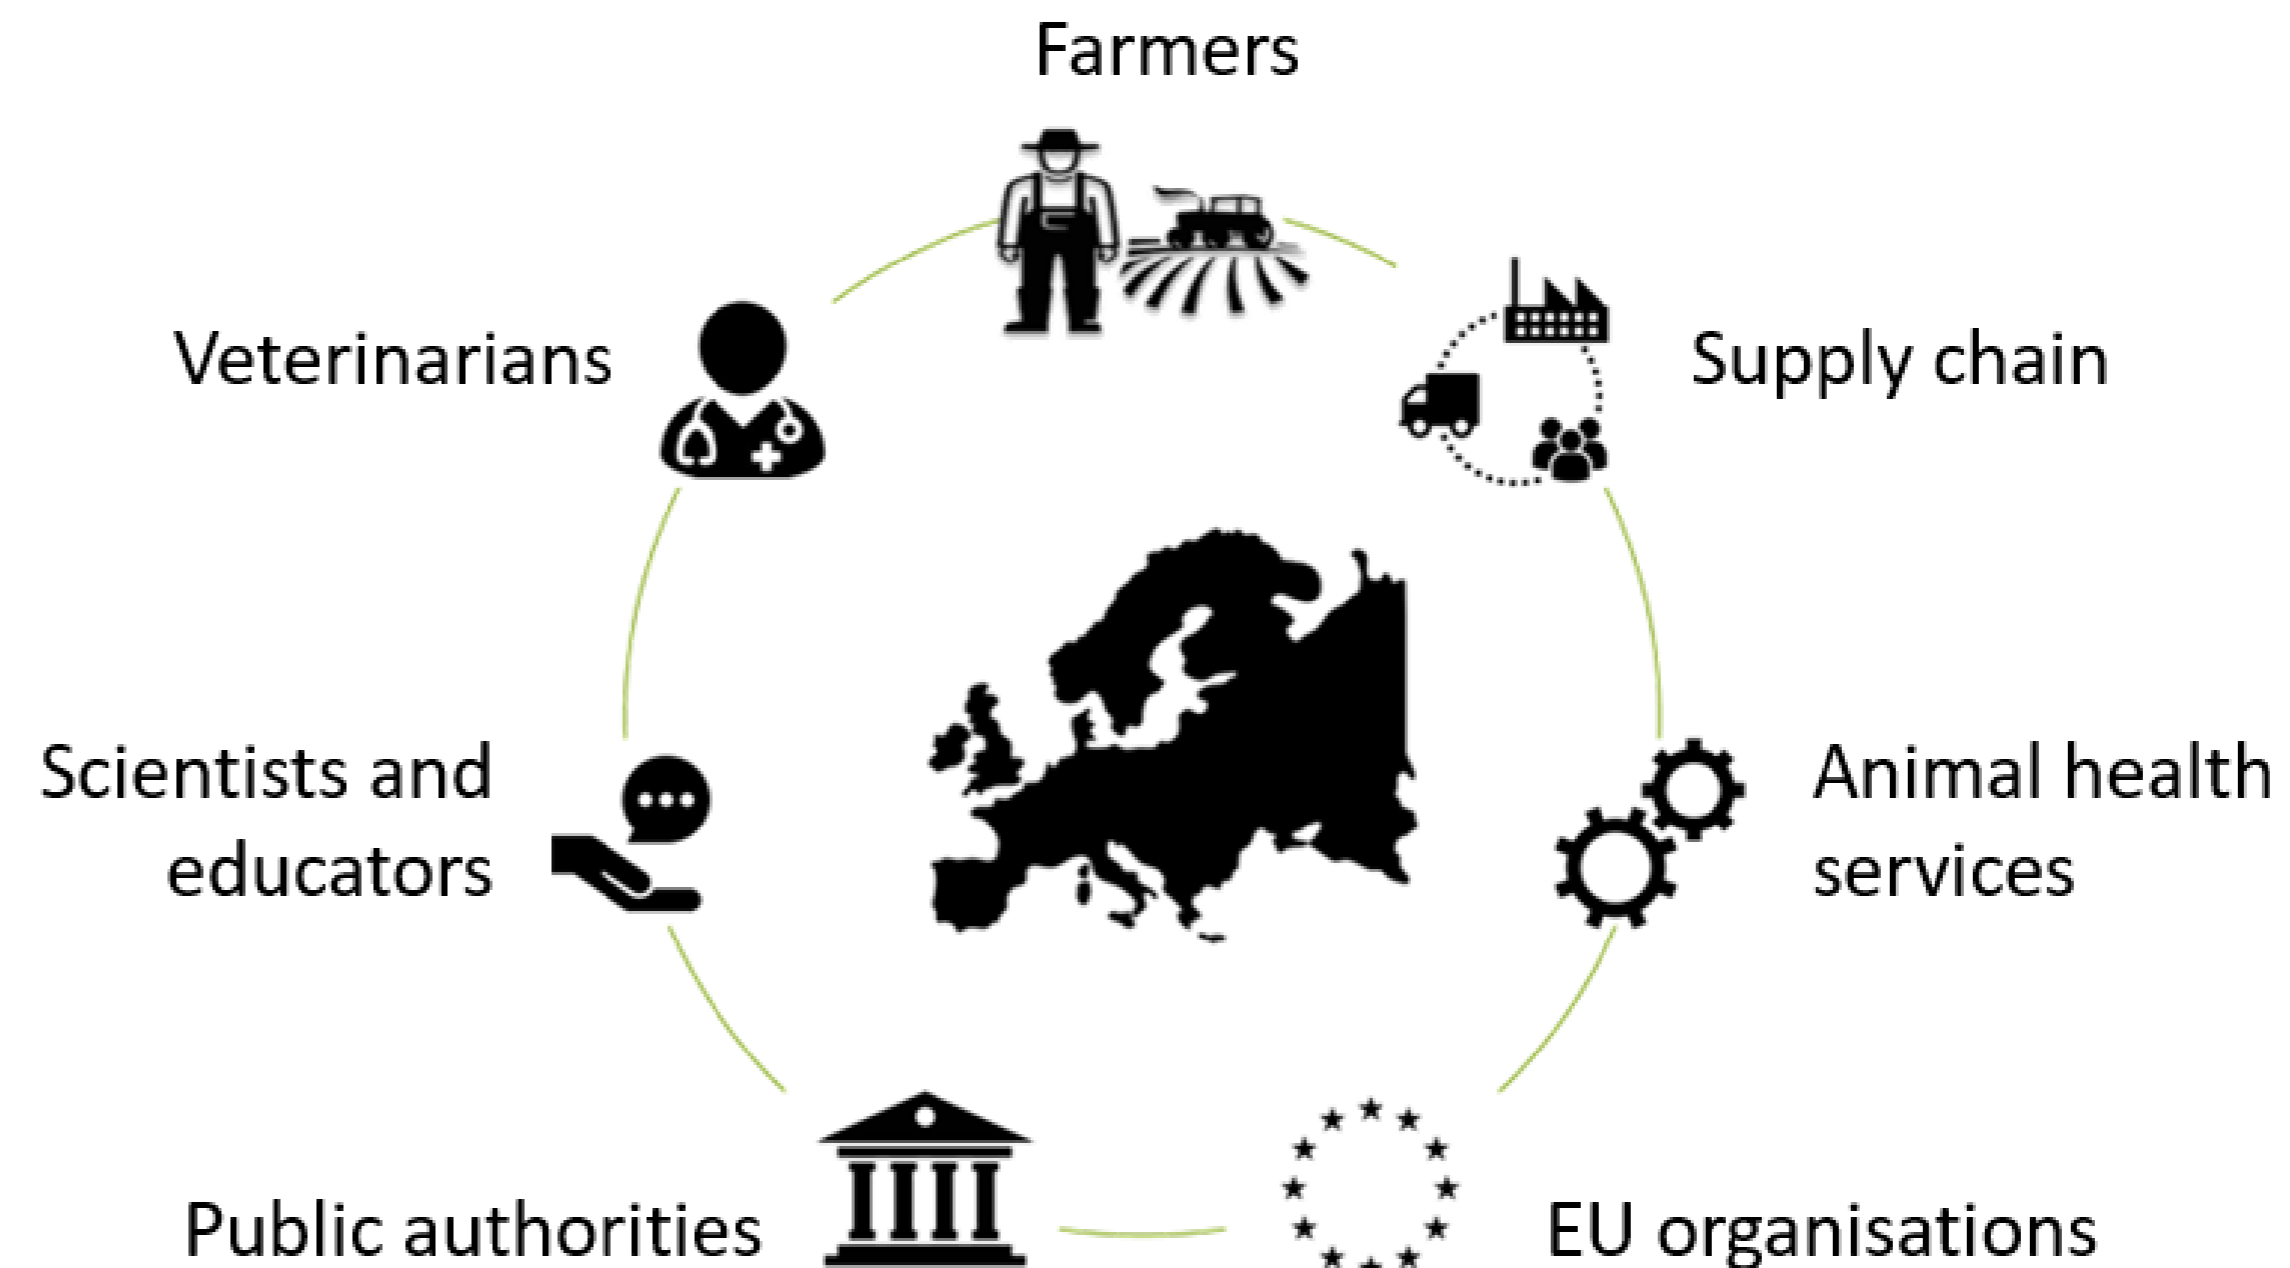 Farmers
Veterinarians
Supply chain
Scientists and
educators
Animal health
services
Public authorities
EU organisations